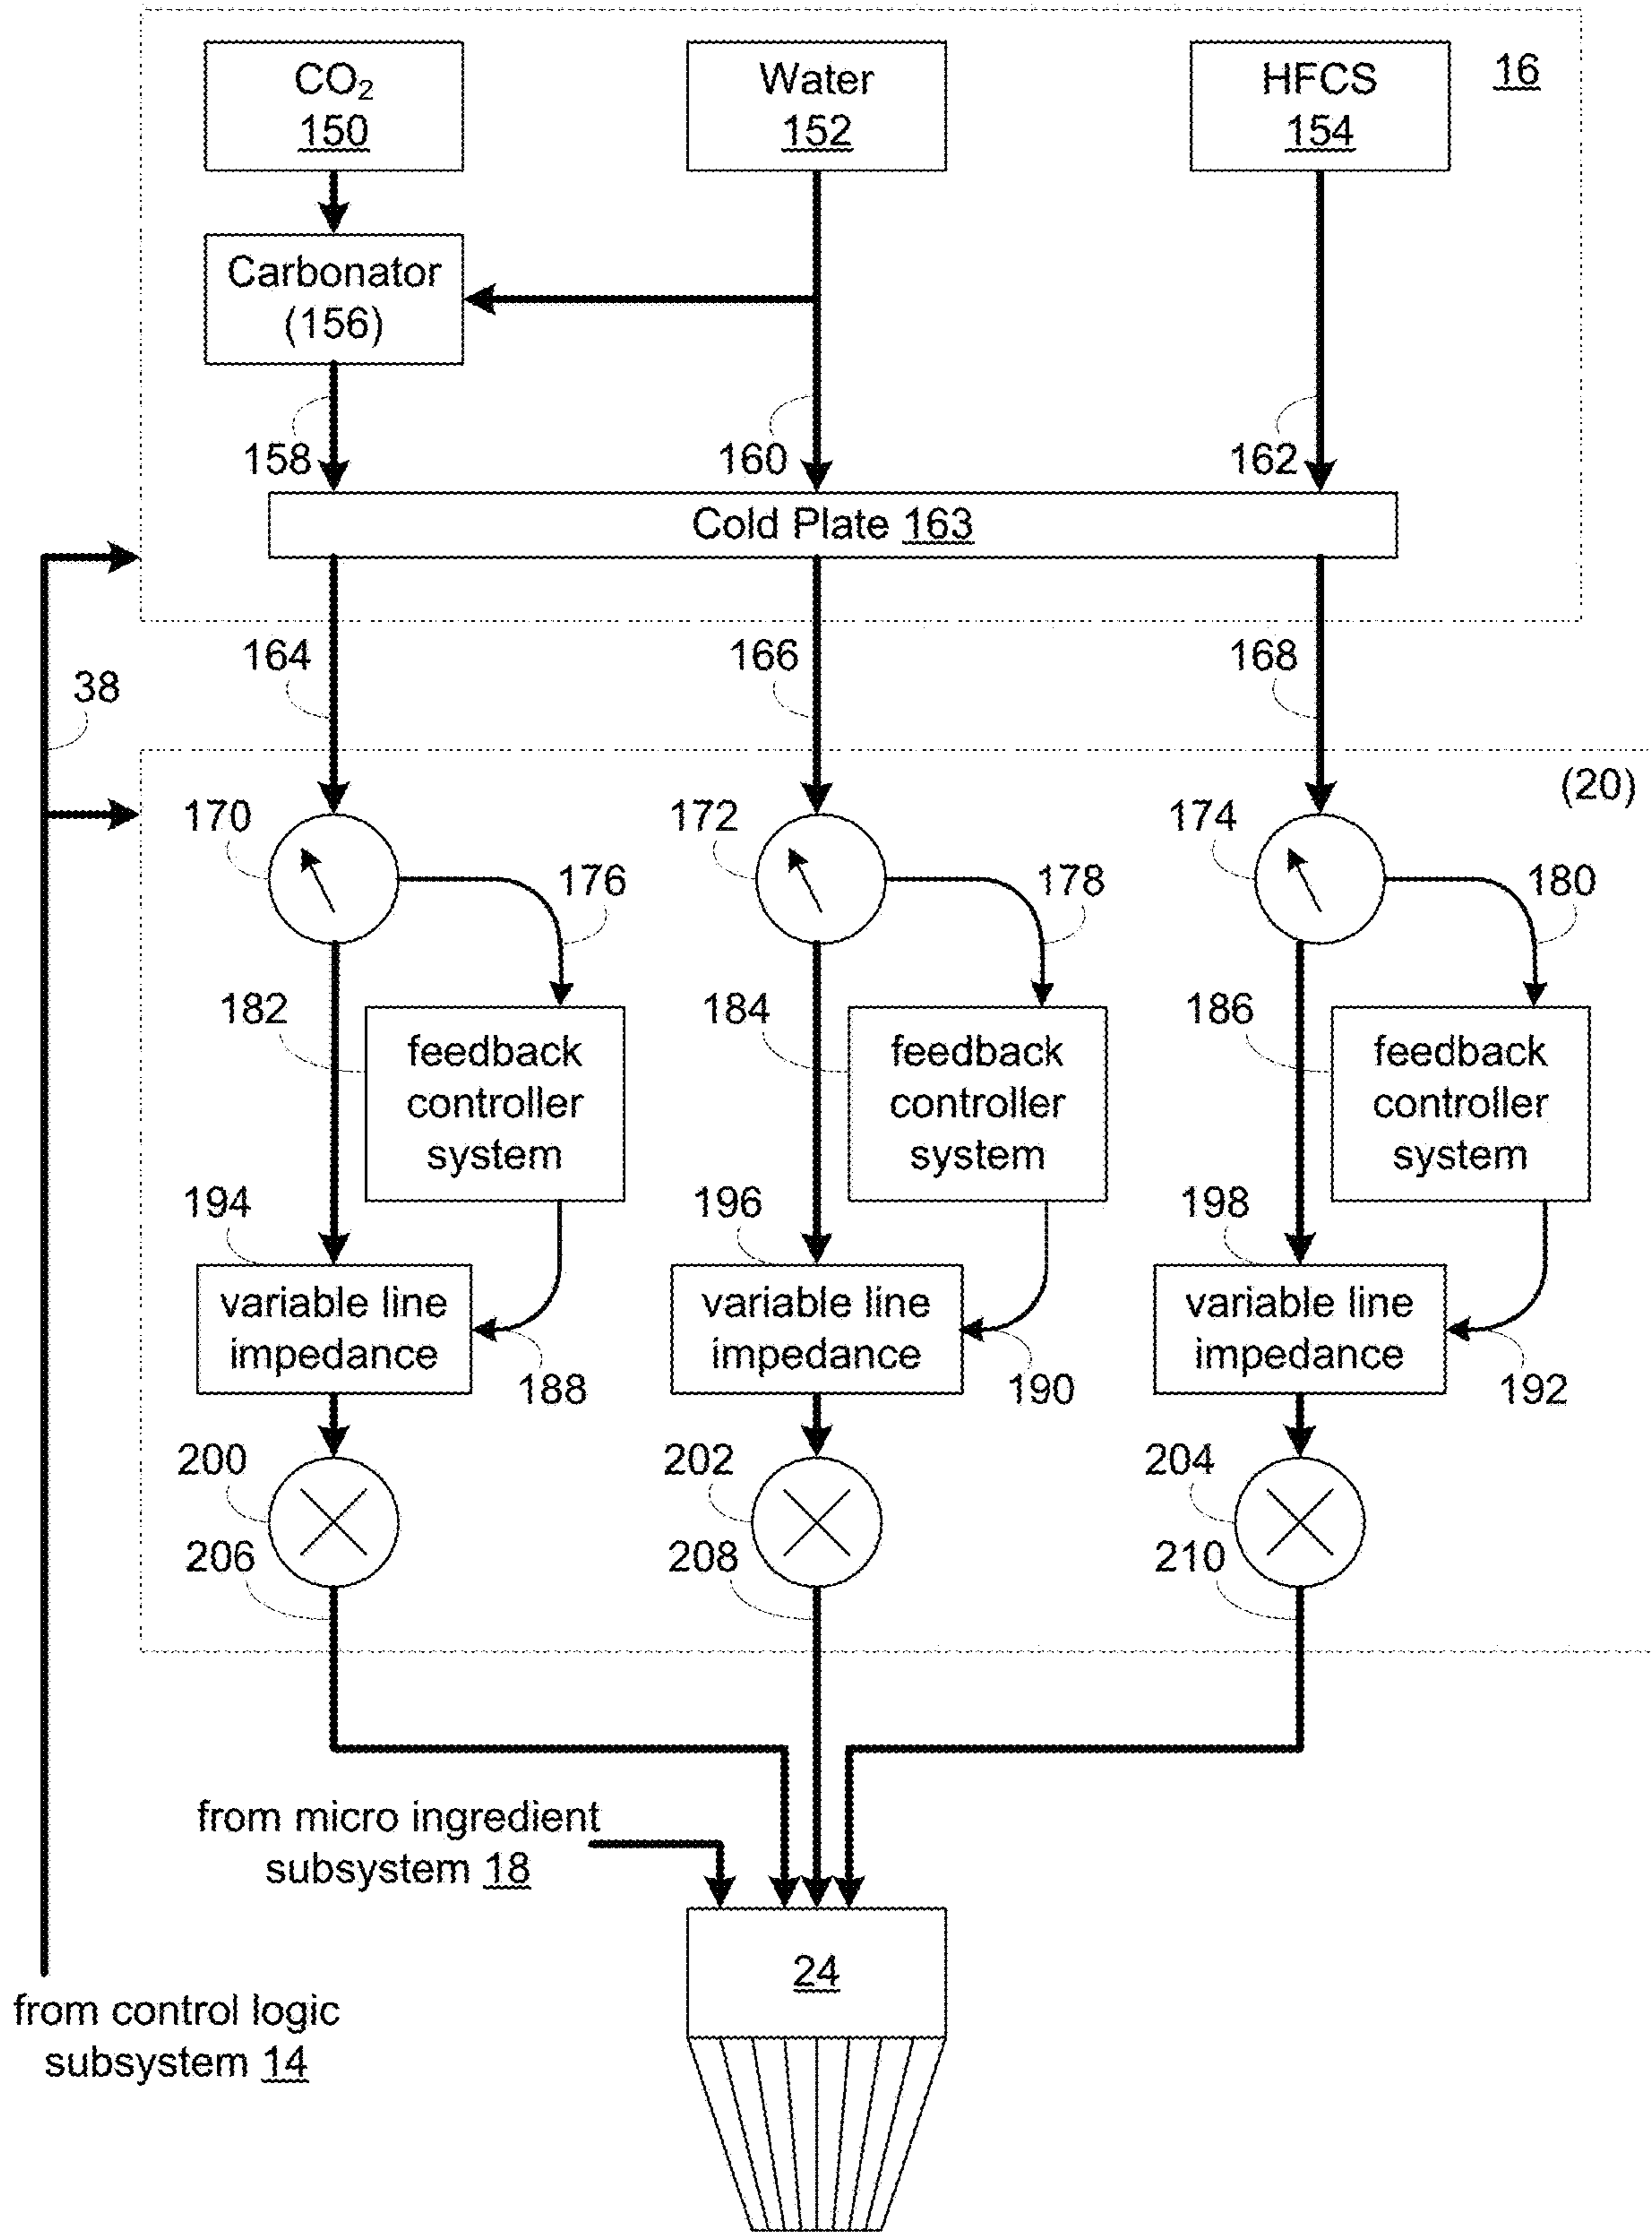 CO₂
150
Water
152
HFCS
154
16
Carbonator
(156)
158
160
162
Cold Plate 163
164
166
168
38
(20)
170
172
174
176
178
180
182
184
186
feedback
controller
system
feedback
controller
system
feedback
controller
system
194
196
198
variable line
impedance
variable line
impedance
variable line
impedance
188
190
192
200
202
204
206
208
210
from micro ingredient
subsystem 18
24
from control logic
subsystem 14